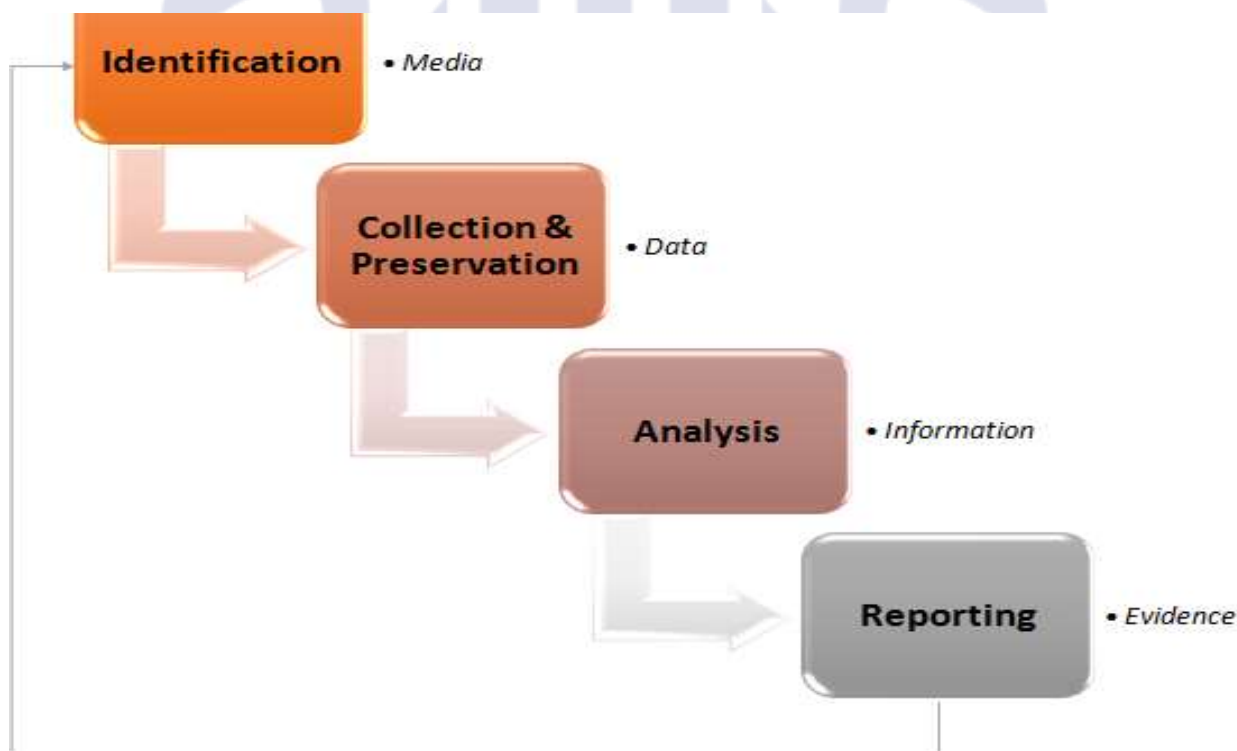 Identification
• Media
Collection &
Preservation
• Data
Analysis
• Information
Reporting
• Evidence